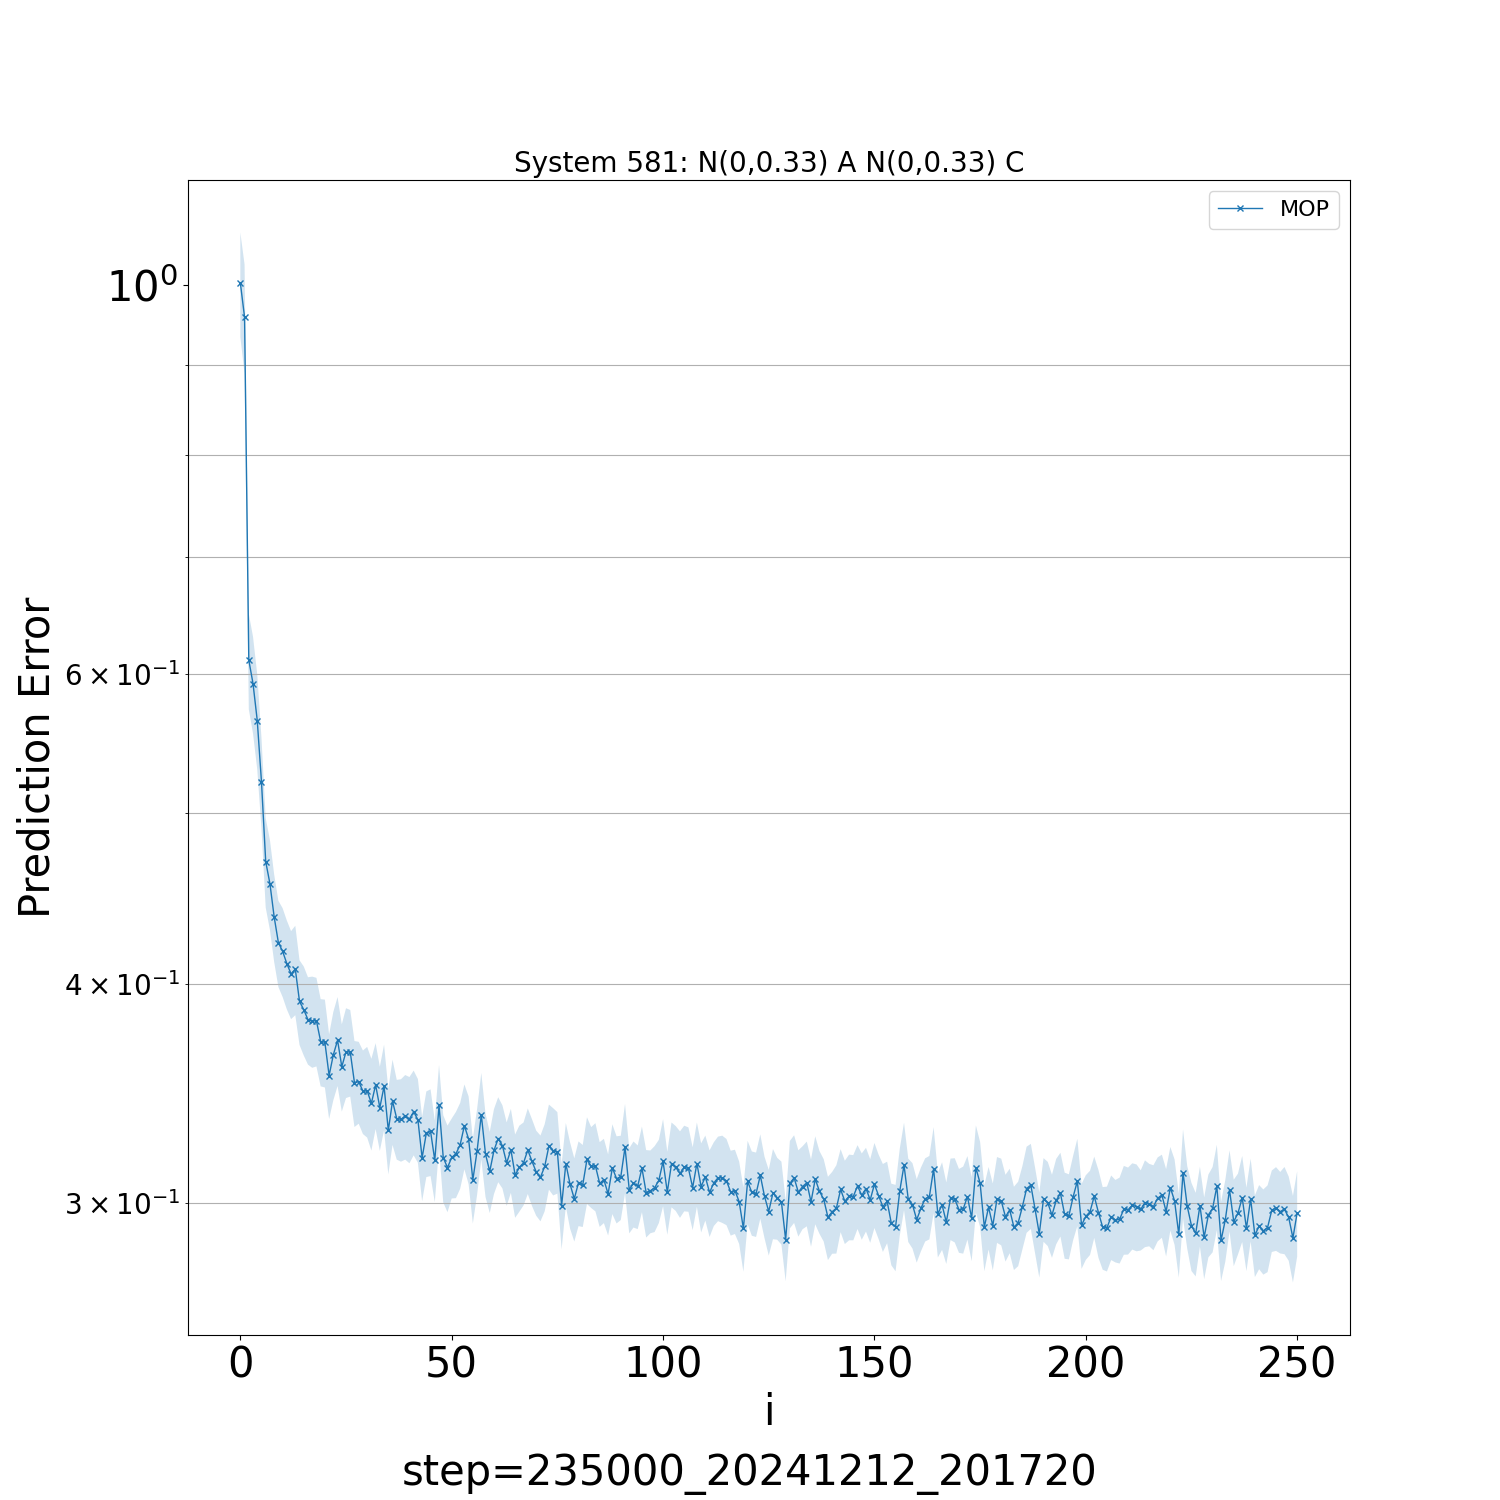 System 581: N(0,0.33) A N(0,0.33) C
MOP
10⁰
6 × 10⁻¹
4 × 10⁻¹
3 × 10⁻¹
Prediction Error
0 50 100 150 200 250
i
step=235000_20241212_201720